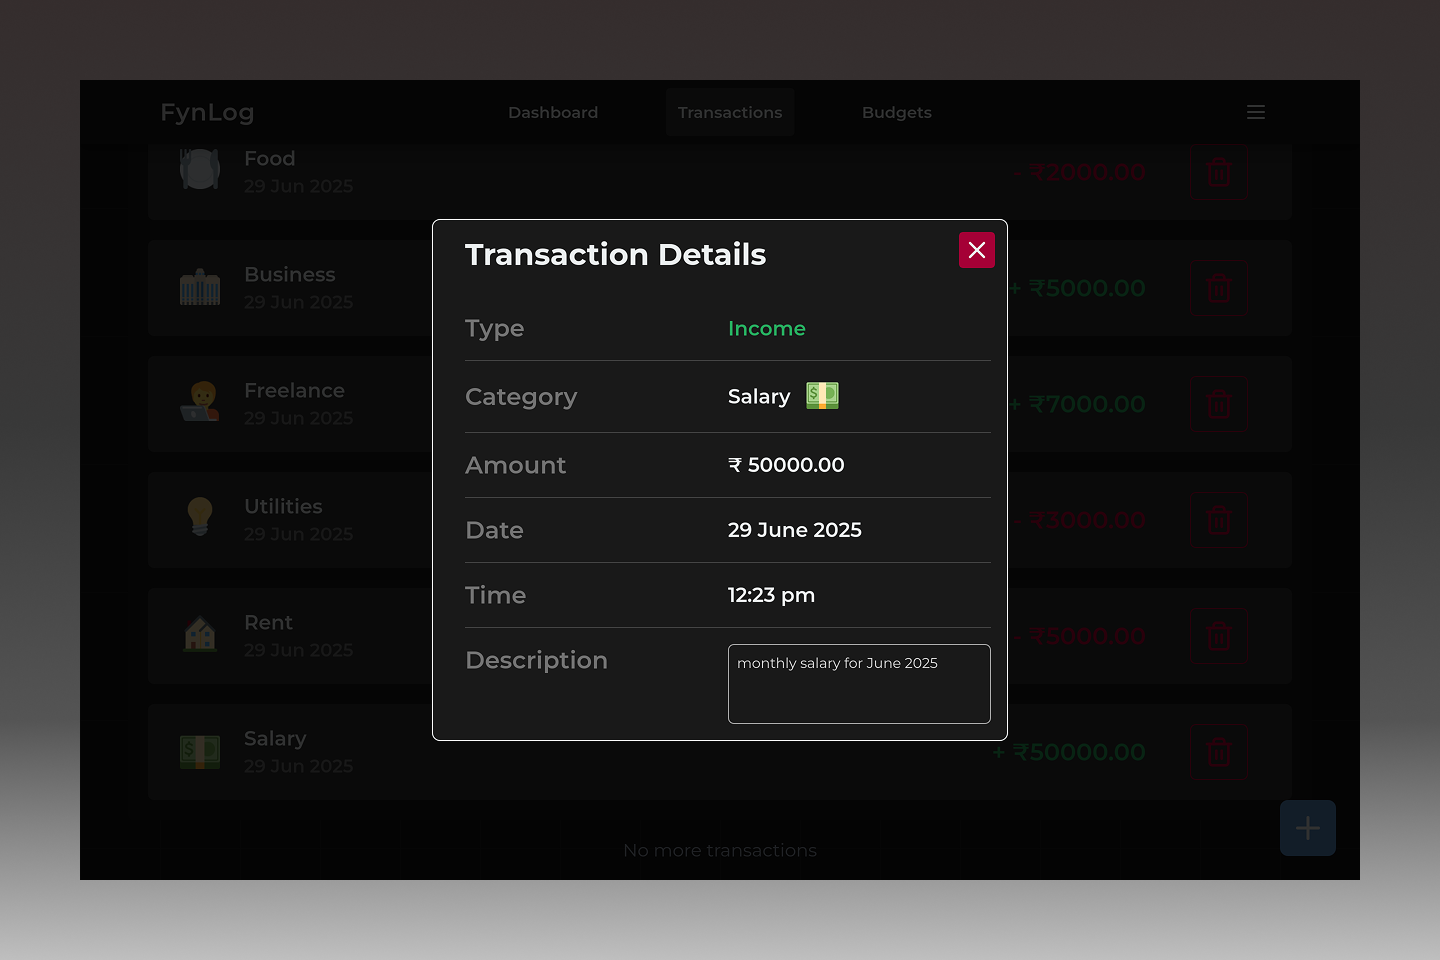 FynLog
Dashboard
Transactions
Budgets
Food
29 Jun 2025
- ₹2000.00
Business
29 Jun 2025
+ ₹5000.00
Freelance
29 Jun 2025
+ ₹7000.00
Utilities
29 Jun 2025
- ₹3000.00
Rent
29 Jun 2025
- ₹5000.00
Salary
29 Jun 2025
+ ₹50000.00
No more transactions
Transaction Details
Type
Income
Category
Salary
Amount
₹ 50000.00
Date
29 June 2025
Time
12:23 pm
Description
monthly salary for June 2025